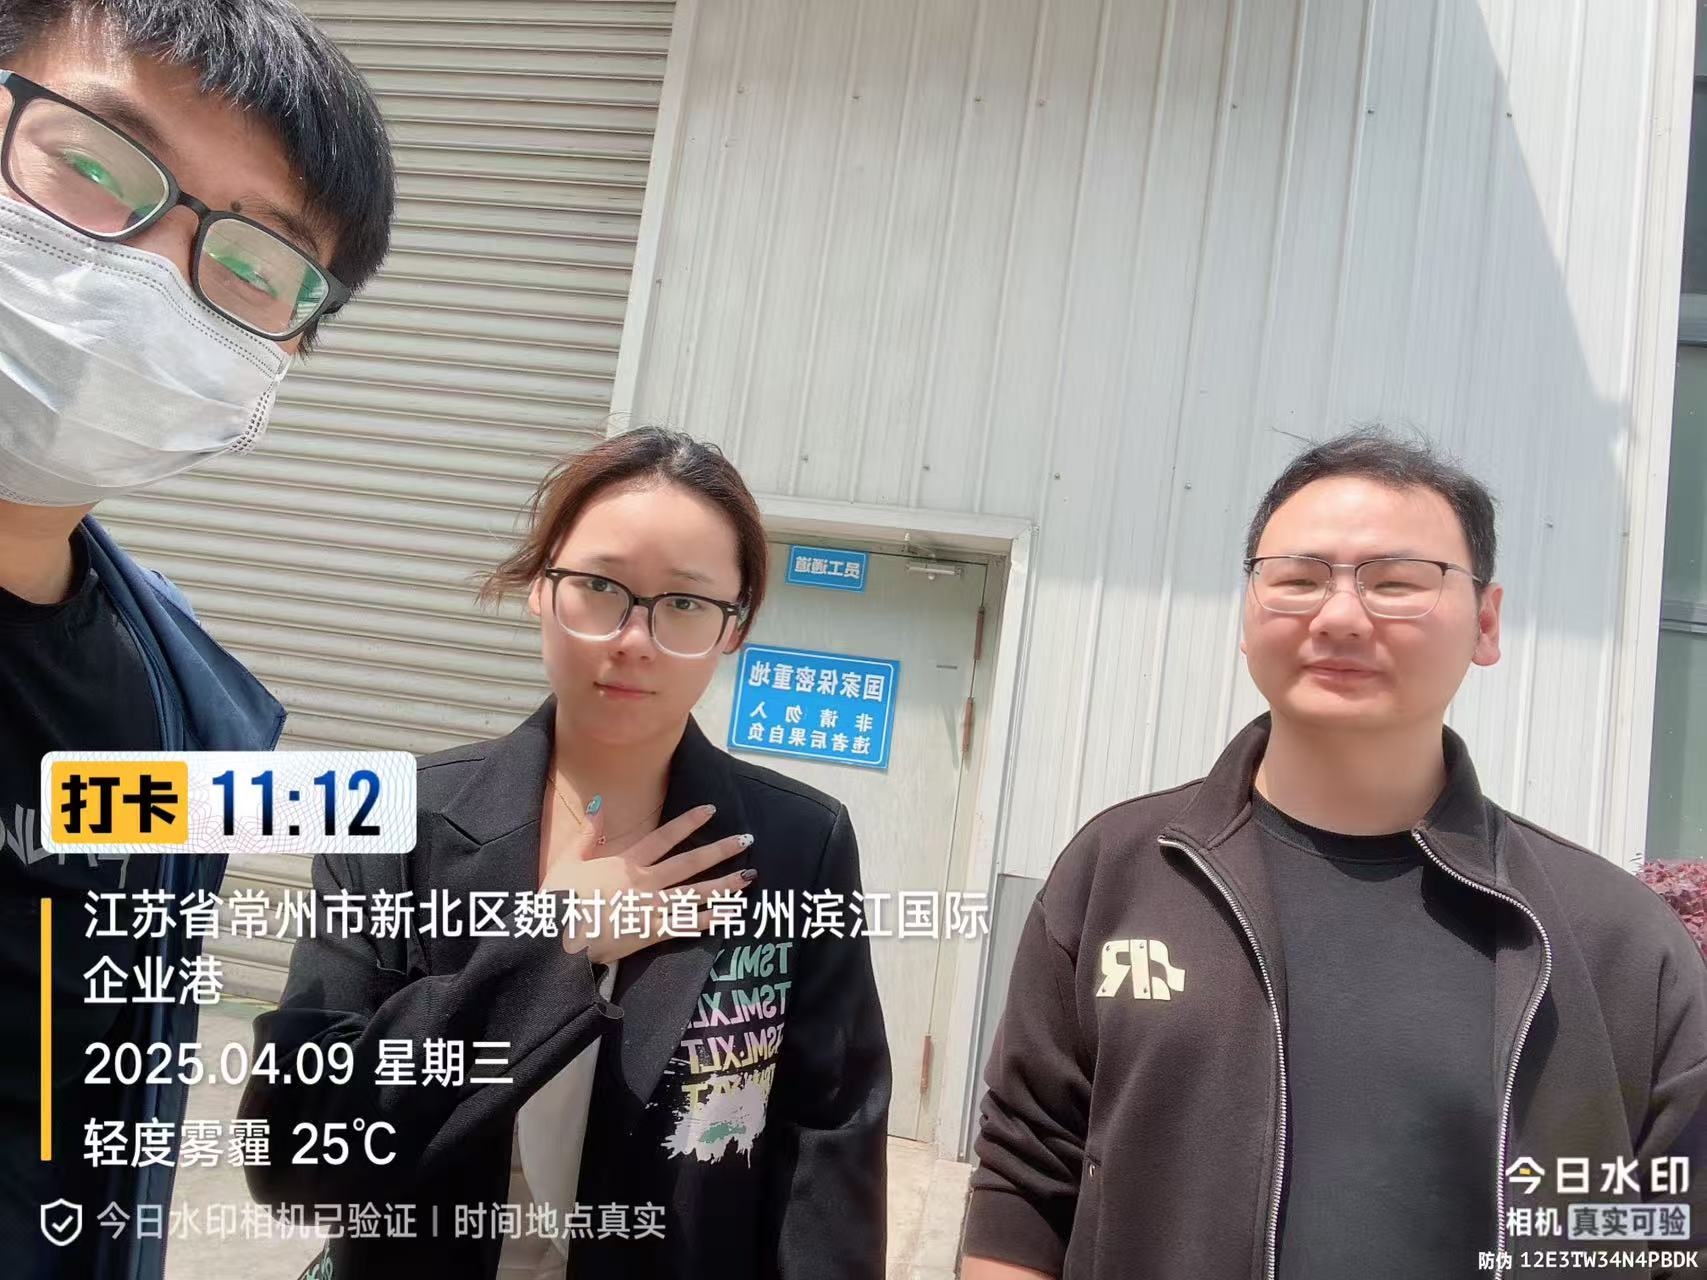 员工通道
国家保密重地
非请勿入
违者后果自负
TSMLX
TSMLXL
TSMLXLT
打卡 11:12
江苏省常州市新北区魏村街道常州滨江国际
企业港
2025.04.09 星期三
轻度雾霾 25℃
今日水印相机已验证 | 时间地点真实
今日水印
相机 真实可验
防伪 12E3TW34N4PBDK